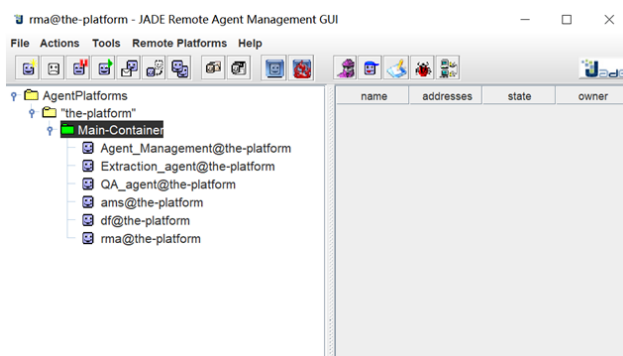 rma@the-platform - JADE Remote Agent Management GUI
File Actions Tools Remote Platforms Help
AgentPlatforms
"the-platform"
Main-Container
Agent_Management@the-platform
Extraction_agent@the-platform
QA_agent@the-platform
ams@the-platform
df@the-platform
rma@the-platform
name addresses state owner